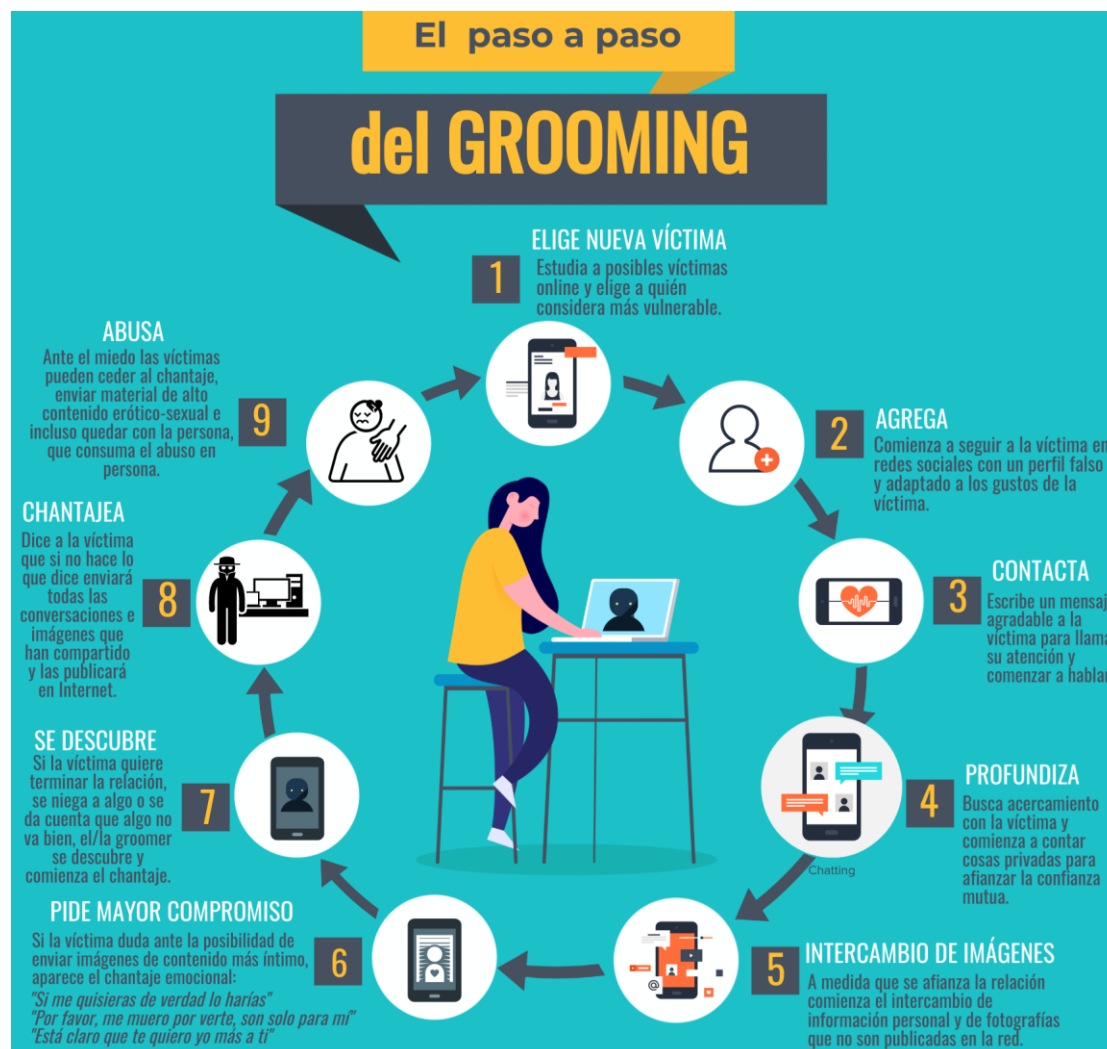 El paso a paso
del GROOMING
1
ELIGE NUEVA VÍCTIMA
Estudia a posibles víctimas
online y elige a quién
considera más vulnerable.
2
AGREGA
Comienza a seguir a la víctima en
redes sociales con un perfil falso
y adaptado a los gustos de la
víctima.
3
CONTACTA
Escribe un mensaj
agradable a la
víctima para llama
su atención y
comenzar a hablar
4
PROFUNDIZA
Busca acercamiento
con la víctima y
comienza a contar
cosas privadas para
afianzar la confianza
mutua.
Chatting
5
INTERCAMBIO DE IMÁGENES
A medida que se afianza la relación
comienza el intercambio de
información personal y de fotografías
que no son publicadas en la red.
6
PIDE MAYOR COMPROMISO
Si la víctima duda ante la posibilidad de
enviar imágenes de contenido más íntimo,
aparece el chantaje emocional:
"Si me quisieras de verdad lo harías"
"Por favor, me muero por verte, son solo para mí"
"Está claro que te quiero yo más a ti"
7
SE DESCUBRE
Si la víctima quiere
terminar la relación,
se niega a algo o se
da cuenta que algo no
va bien, el/la groomer
se descubre y
comienza el chantaje.
8
CHANTAJEA
Dice a la víctima
que si no hace lo
que dice enviará
todas las
conversaciones e
imágenes que
han compartido
y las publicará
en Internet.
9
ABUSA
Ante el miedo las víctimas
pueden ceder al chantaje,
enviar material de alto
contenido erótico-sexual e
incluso quedar con la persona,
que consuma el abuso en
persona.